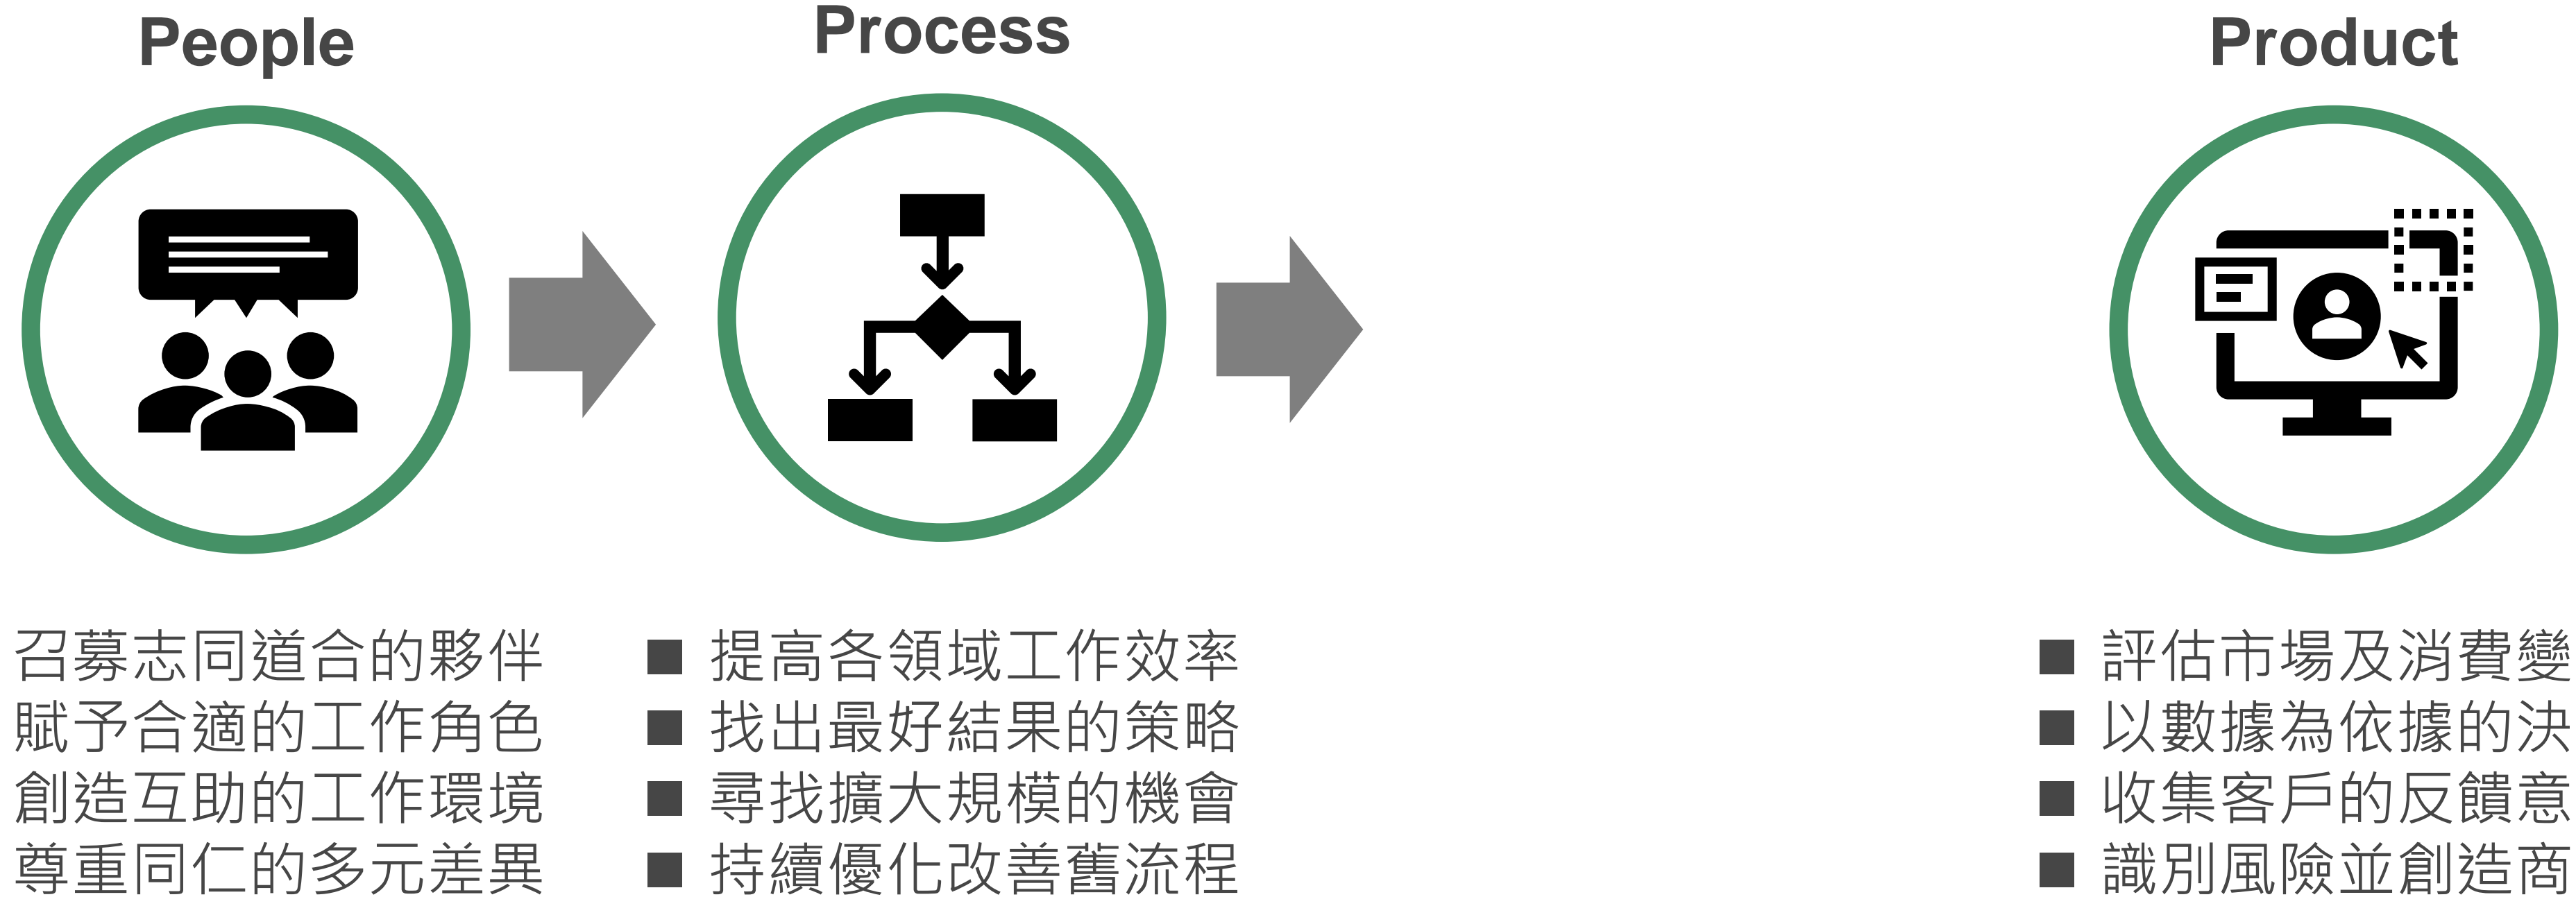 People
召募志同道合的夥伴
賦予合適的工作角色
創造互助的工作環境
尊重同仁的多元差異
Process
■ 提高各領域工作效率
■ 找出最好結果的策略
■ 尋找擴大規模的機會
■ 持續優化改善舊流程
Product
■ 評估市場及消費變
■ 以數據為依據的決
■ 收集客戶的反饋意
■ 識別風險並創造商